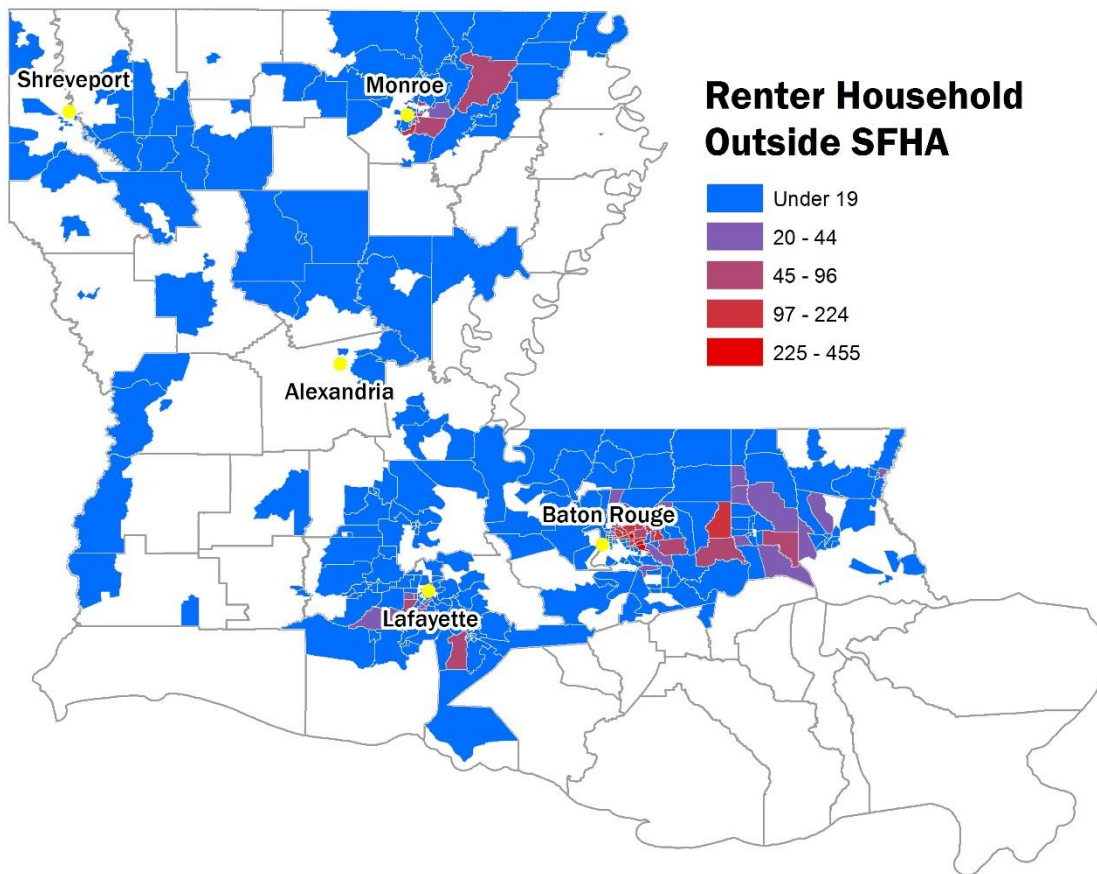 Shreveport
Monroe
Renter Household
Outside SFHA
Under 19
20 - 44
45 - 96
97 - 224
225 - 455
Alexandria
Baton Rouge
Lafayette